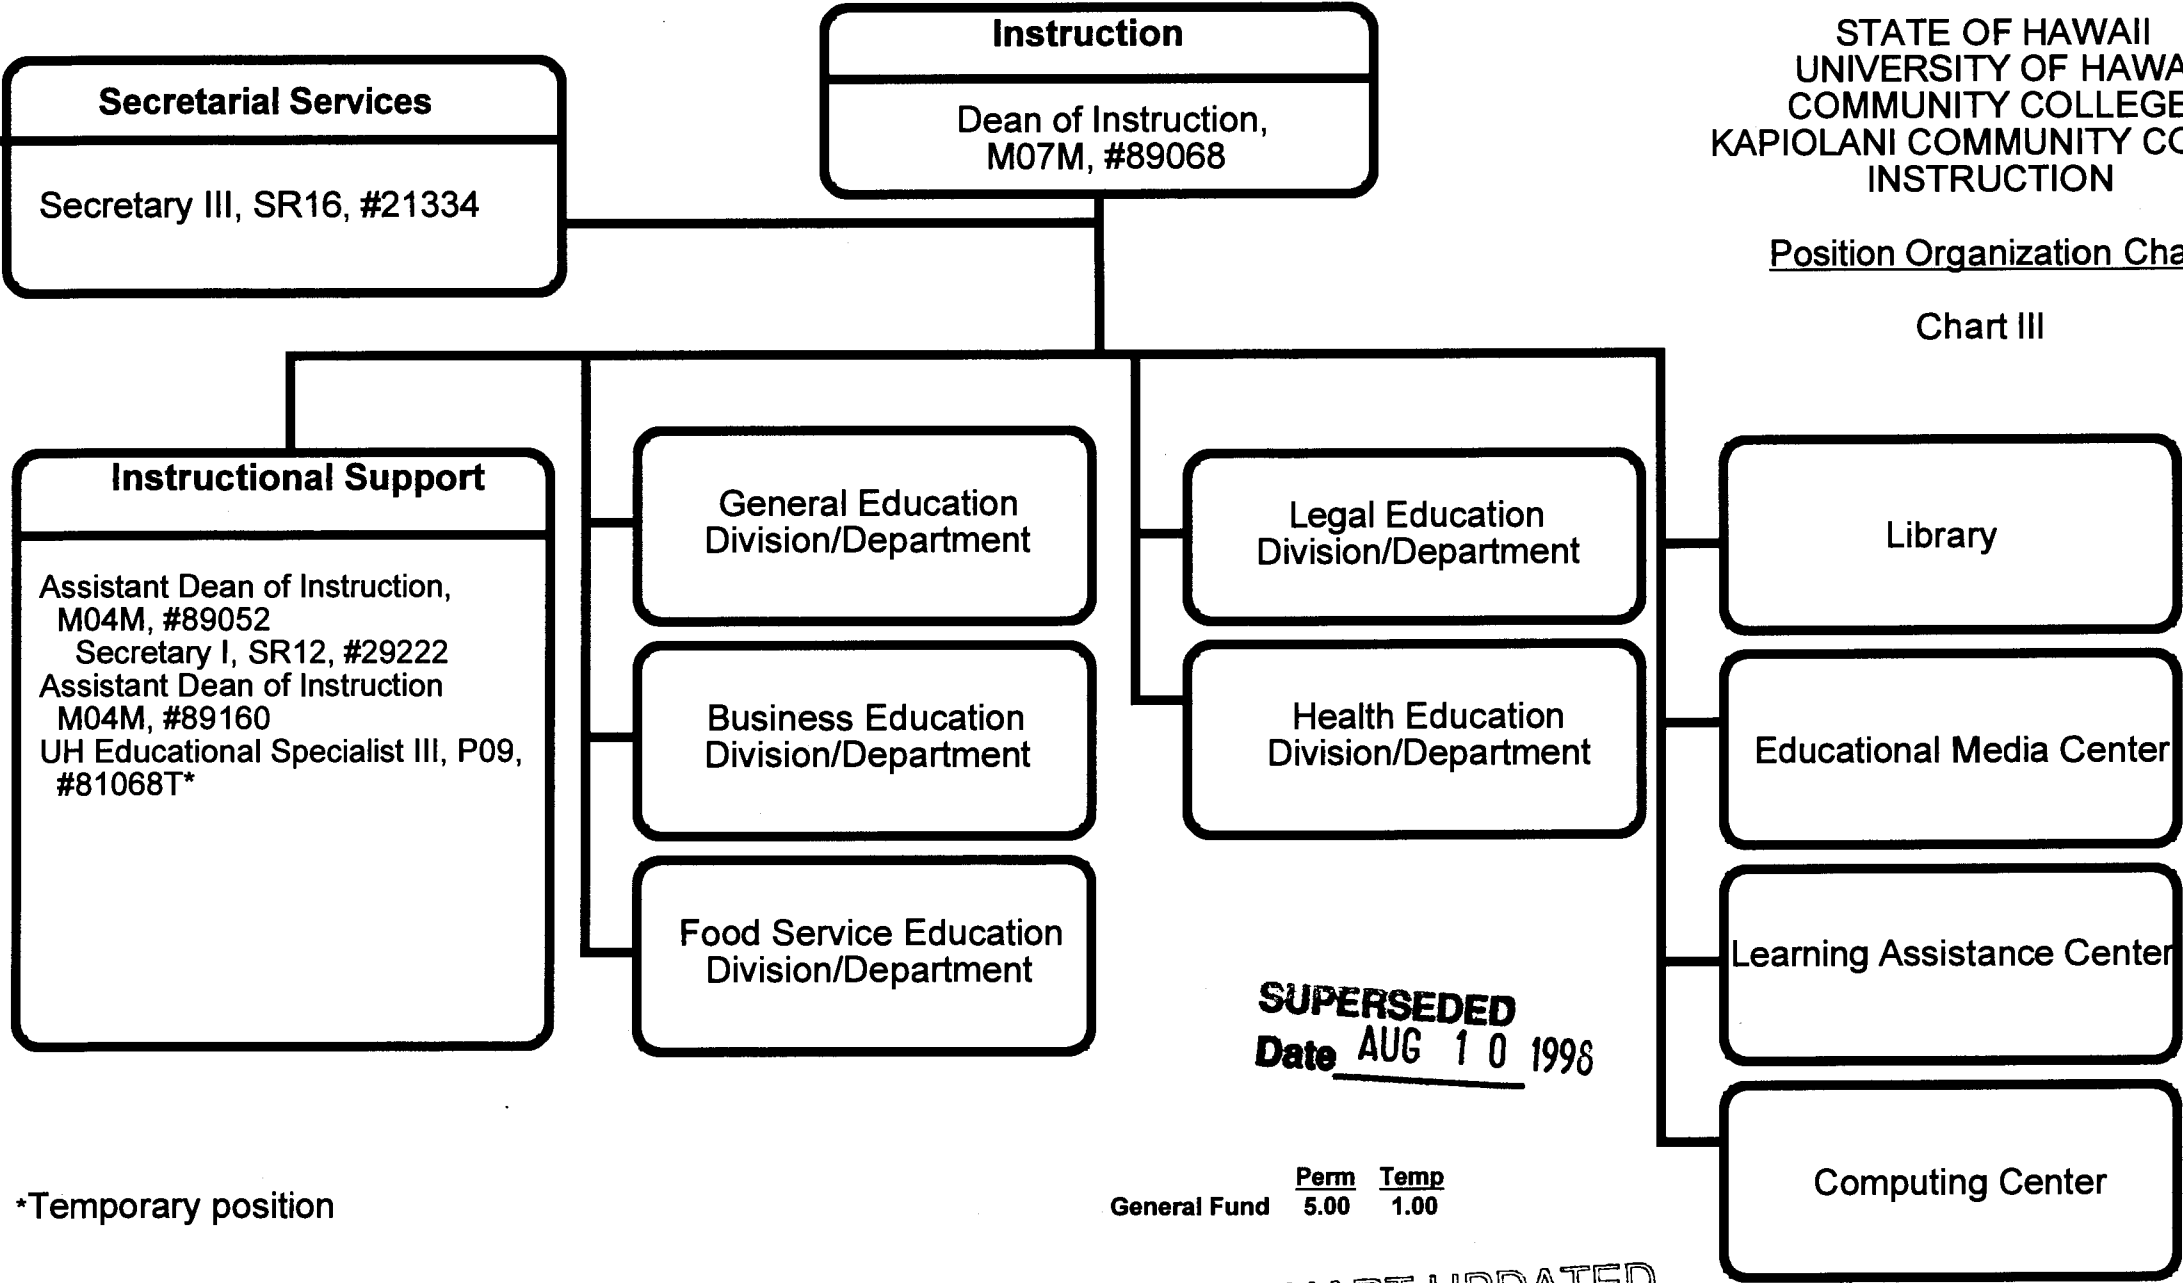 Instruction
Dean of Instruction,
M07M, #89068
Secretarial Services
Secretary III, SR16, #21334
STATE OF HAWAII
UNIVERSITY OF HAWA
COMMUNITY COLLEGE
KAPIOLANI COMMUNITY CO
INSTRUCTION
Position Organization Cha
Chart III
Instructional Support
Assistant Dean of Instruction,
M04M, #89052
Secretary I, SR12, #29222
Assistant Dean of Instruction
M04M, #89160
UH Educational Specialist III, P09,
#81068T*
General Education
Division/Department
Business Education
Division/Department
Food Service Education
Division/Department
Legal Education
Division/Department
Health Education
Division/Department
Library
Educational Media Center
Learning Assistance Center
Computing Center
SUPERSEDED
Date AUG 10 1998
*Temporary position
Perm Temp
General Fund 5.00 1.00
UPDATED